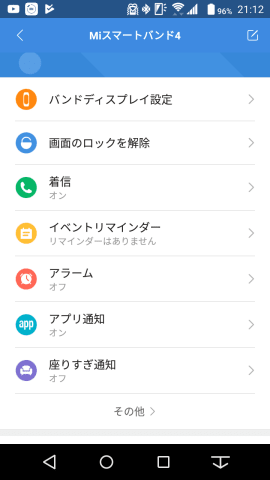 96% 21:12
Miスマートバンド4
バンドディスプレイ設定
画面のロックを解除
着信
オン
イベントリマインダー
リマインダーはありません
アラーム
オフ
app
アプリ通知
オン
座りすぎ通知
オフ
その他